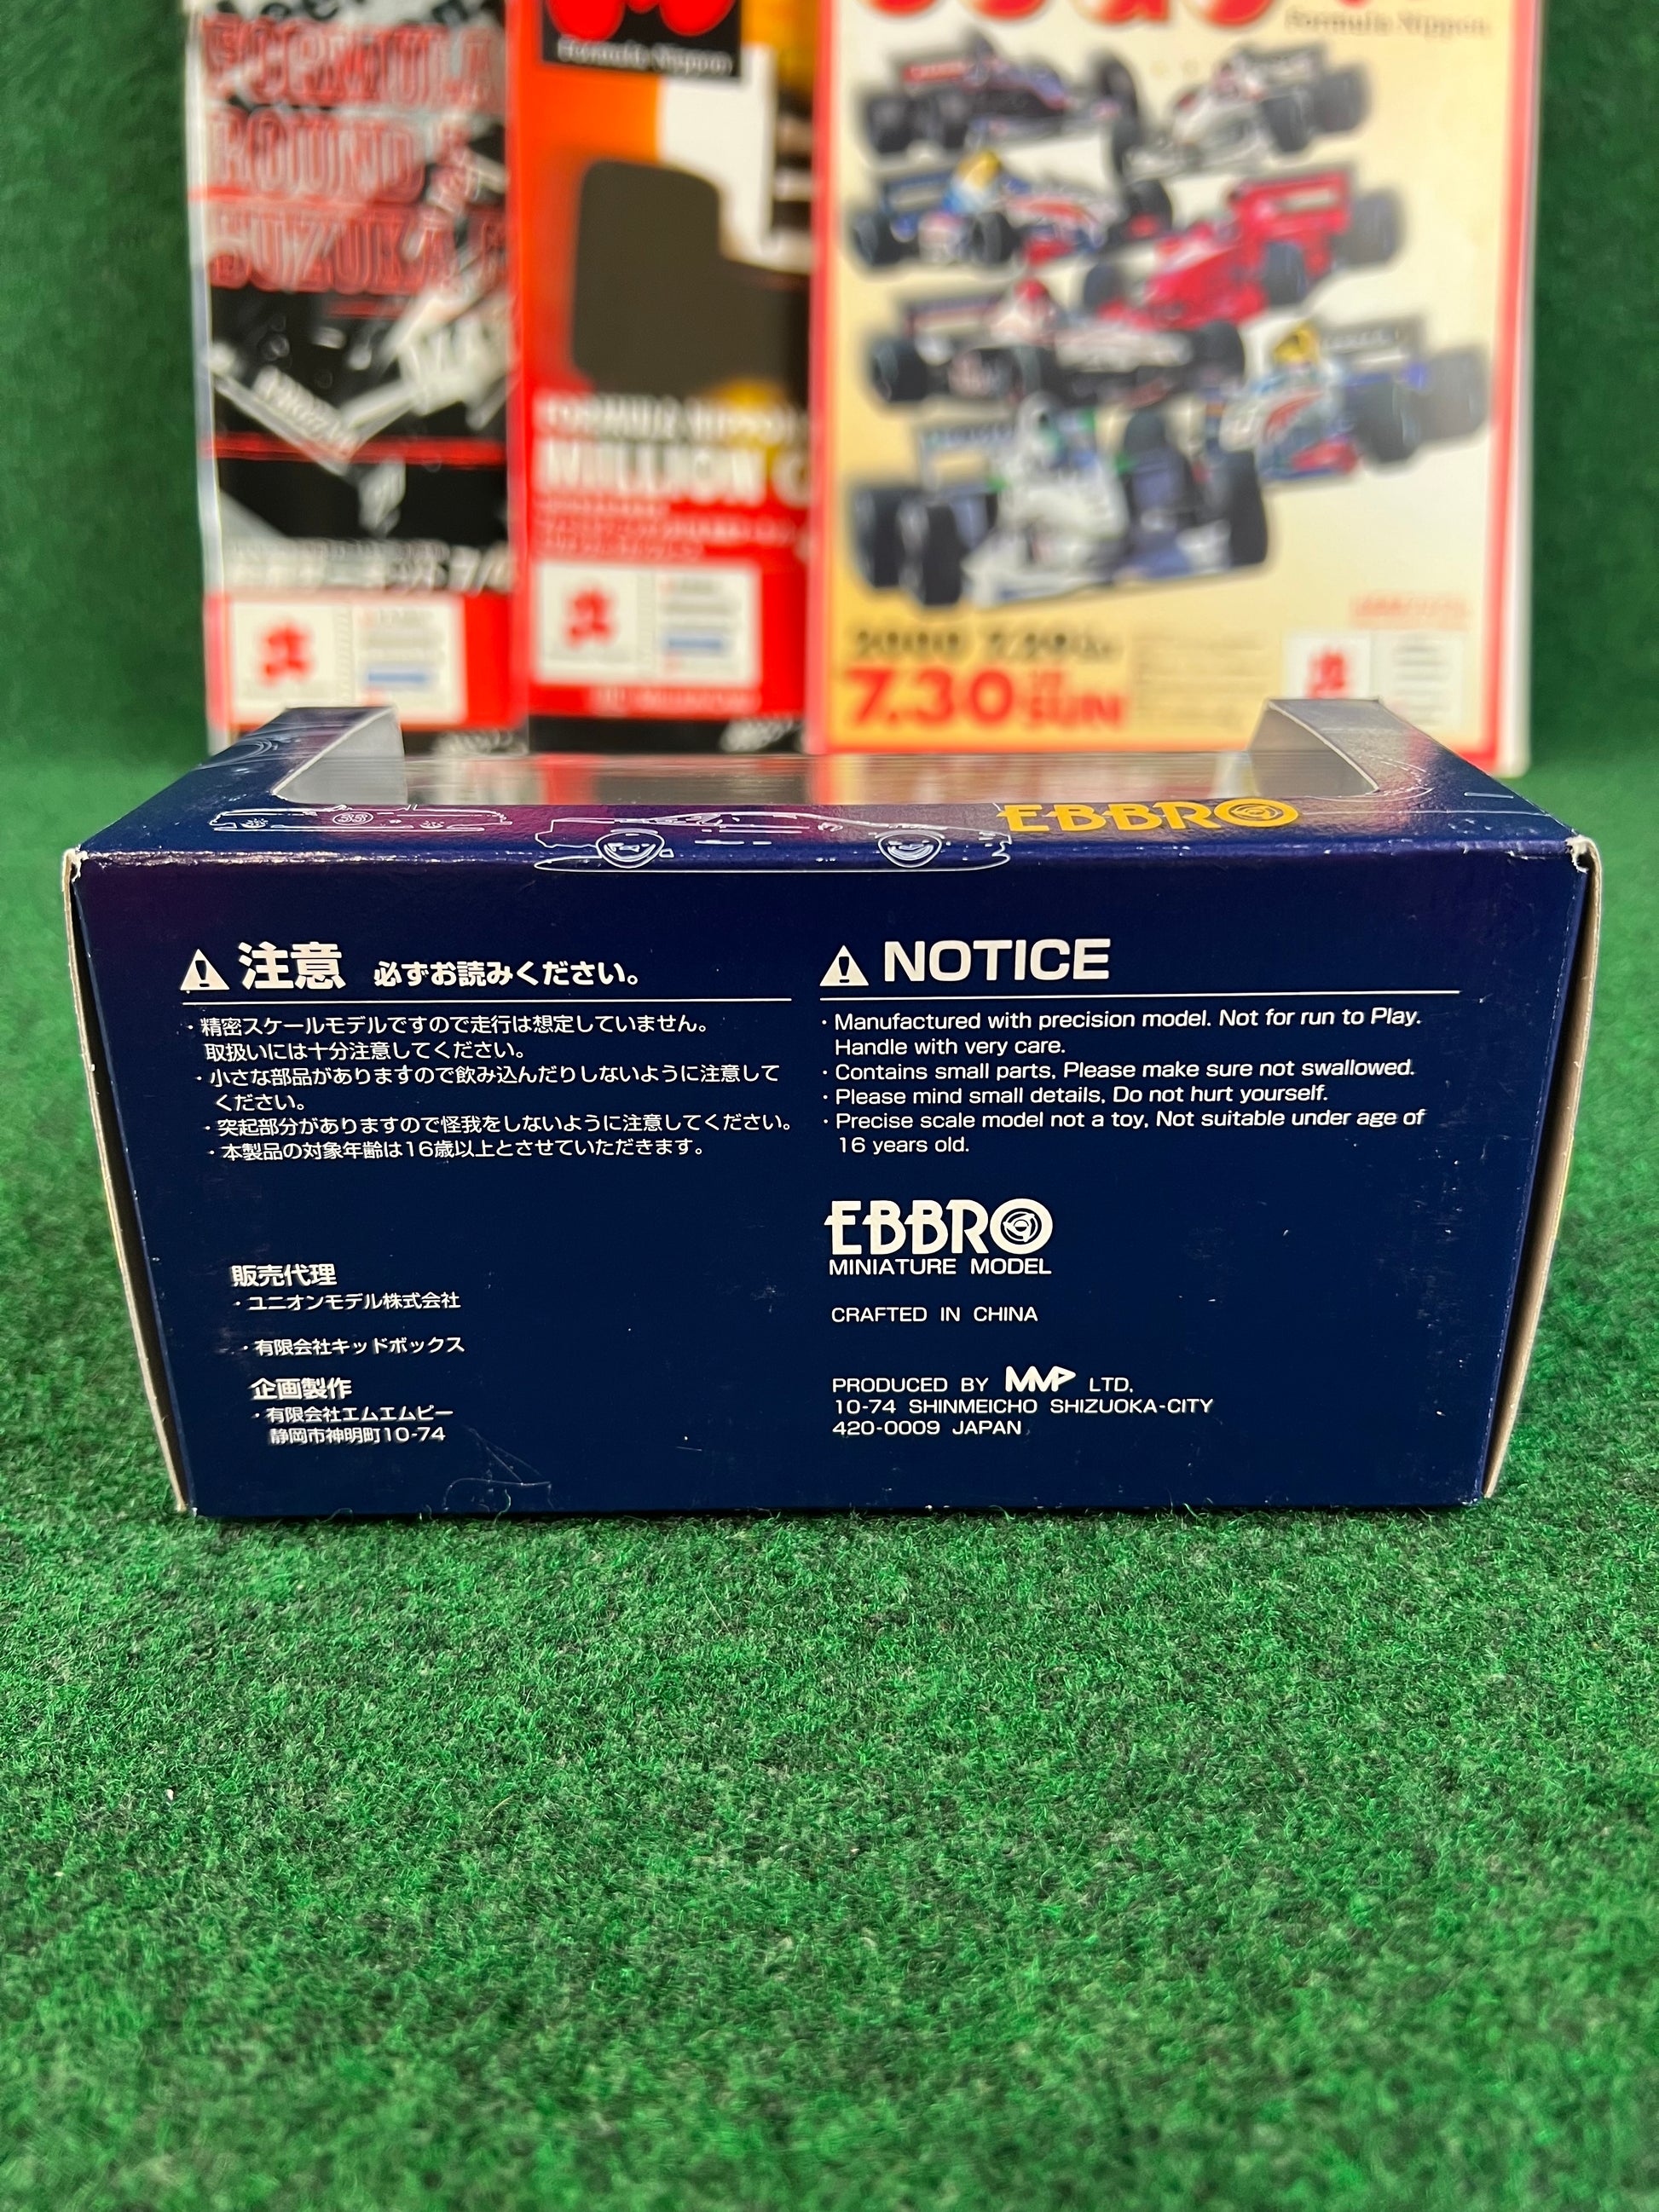 FORMULA
ROUND
SUZUKA
Formula Nippon
MILLION
Formula Nippon
7.30 SUN
33
EBBRO
注意 必ずお読みください。
・精密スケールモデルですので走行は想定していません。
取扱いには十分注意してください。
・小さな部品がありますので飲み込んだりしないように注意して
ください。
・突起部分がありますので怪我をしないように注意してください。
・本製品の対象年齢は16歳以上とさせていただきます。
販売代理
・ユニオンモデル株式会社
・有限会社キッドボックス
企画製作
・有限会社エムエムピー
静岡市神明町10-74
NOTICE
・Manufactured with precision model. Not for run to Play.
Handle with very care.
・Contains small parts, Please make sure not swallowed.
・Please mind small details, Do not hurt yourself.
・Precise scale model not a toy, Not suitable under age of
16 years old.
EBBRO
MINIATURE MODEL
CRAFTED IN CHINA
PRODUCED BY MMP LTD,
10-74 SHINMEICHO SHIZUOKA-CITY
420-0009 JAPAN